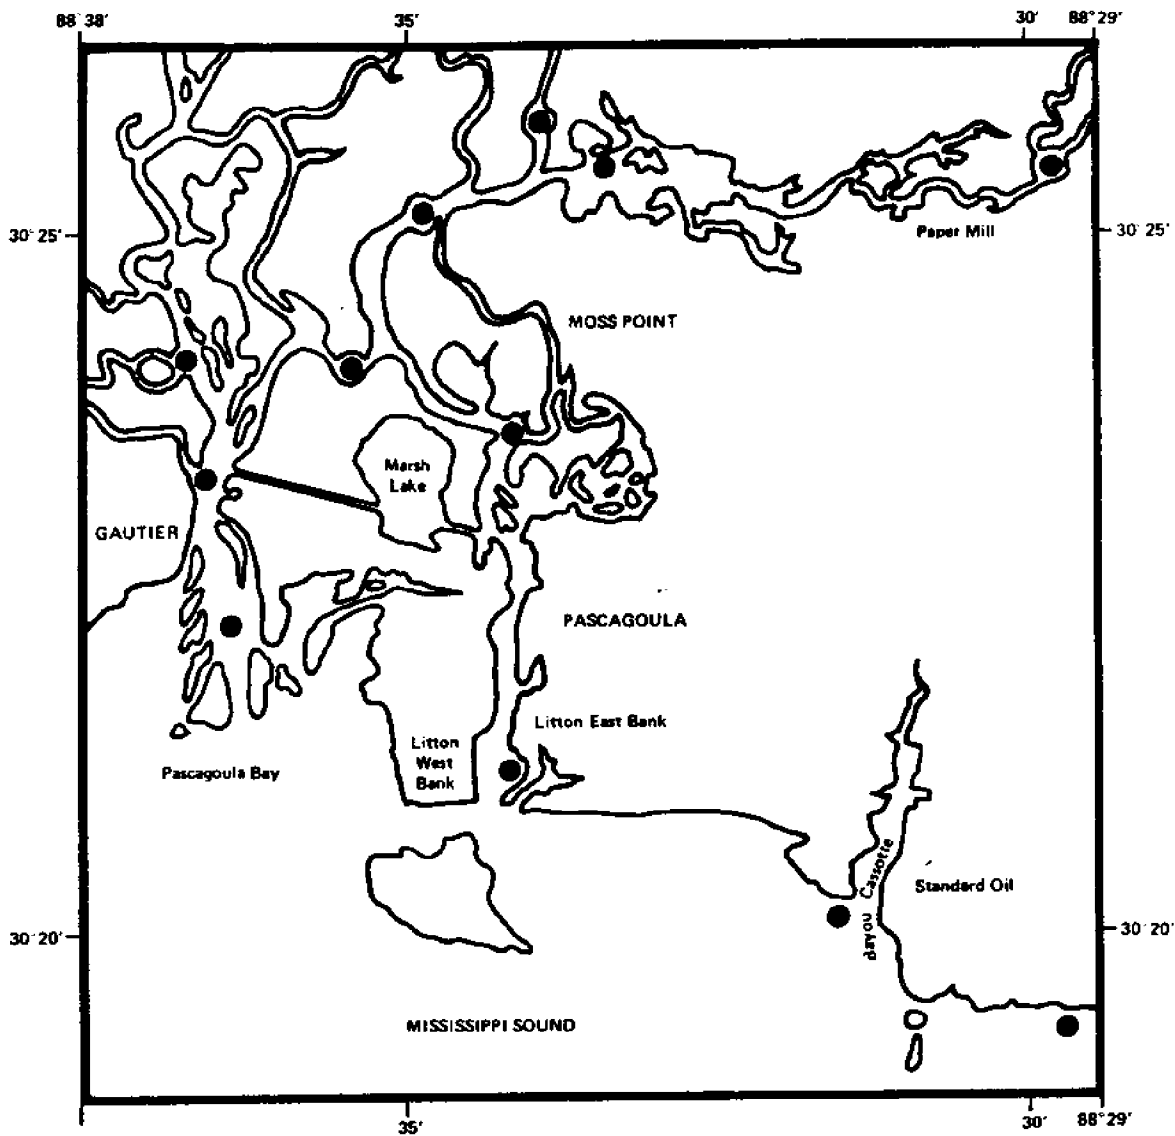 88° 38'
35'
30'
88° 29'
30° 25'
30° 25'
Paper Mill
MOSS POINT
Marsh
Lake
GAUTIER
PASCAGOULA
Litton East Bank
Litton
West
Bank
Pascagoula Bay
Bayou Cassotte
Standard Oil
30° 20'
30° 20'
MISSISSIPPI SOUND
35'
30'
88° 29'